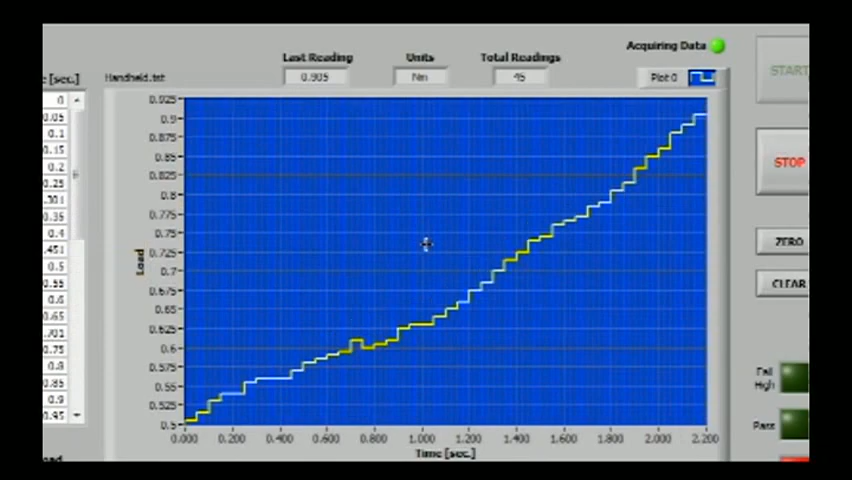 Acquiring Data
Last Reading Units Total Readings
[sec.] Handheld.tst 0.905 Nm 45 Plot 0
START
STOP
ZERO
CLEAR
Fail
High
Pass
0
0.05
0.1
0.15
0.2
0.25
.301
0.35
0.4
.451
0.5
0.55
0.6
0.65
.701
0.75
0.8
0.85
0.9
0.95
Load
0.925
0.9
0.875
0.85
0.825
0.8
0.775
0.75
0.725
0.7
0.675
0.65
0.625
0.6
0.575
0.55
0.525
0.5
0.000 0.200 0.400 0.600 0.800 1.000 1.200 1.400 1.600 1.800 2.000 2.200
Time [sec.]